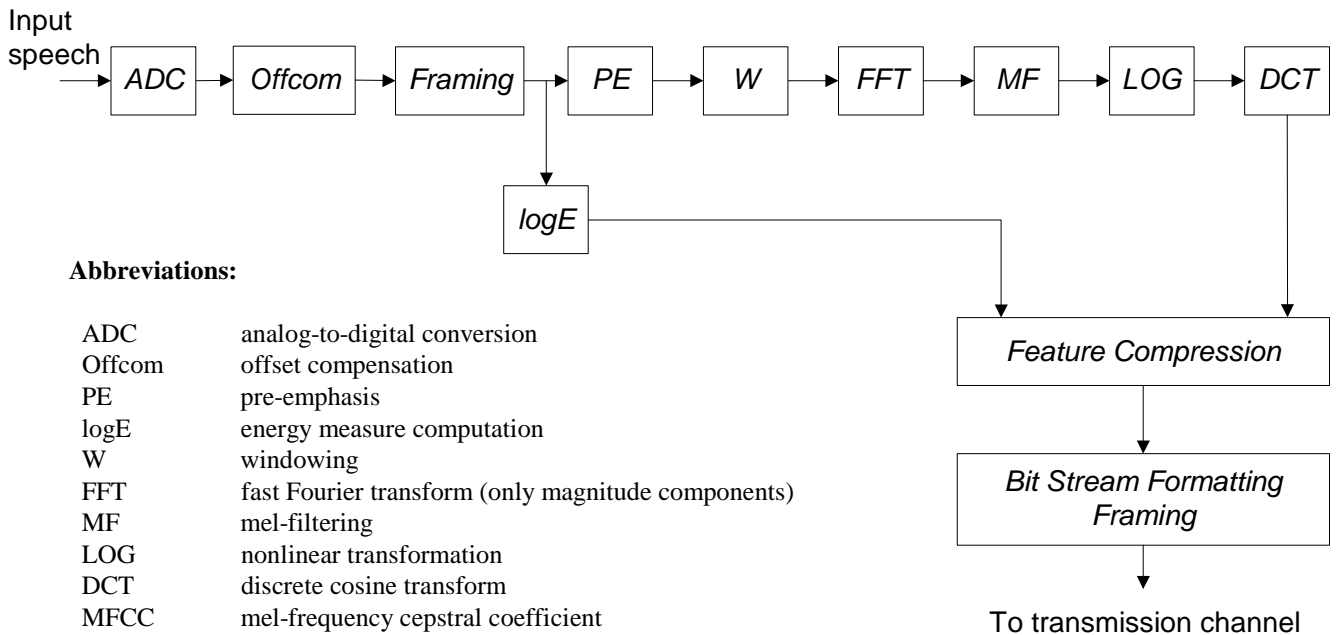 Input
speech
ADC
Offcom
Framing
PE
W
FFT
MF
LOG
DCT
logE
Abbreviations:
ADC analog-to-digital conversion
Offcom offset compensation
PE pre-emphasis
logE energy measure computation
W windowing
FFT fast Fourier transform (only magnitude components)
MF mel-filtering
LOG nonlinear transformation
DCT discrete cosine transform
MFCC mel-frequency cepstral coefficient
Feature Compression
Bit Stream Formatting
Framing
To transmission channel